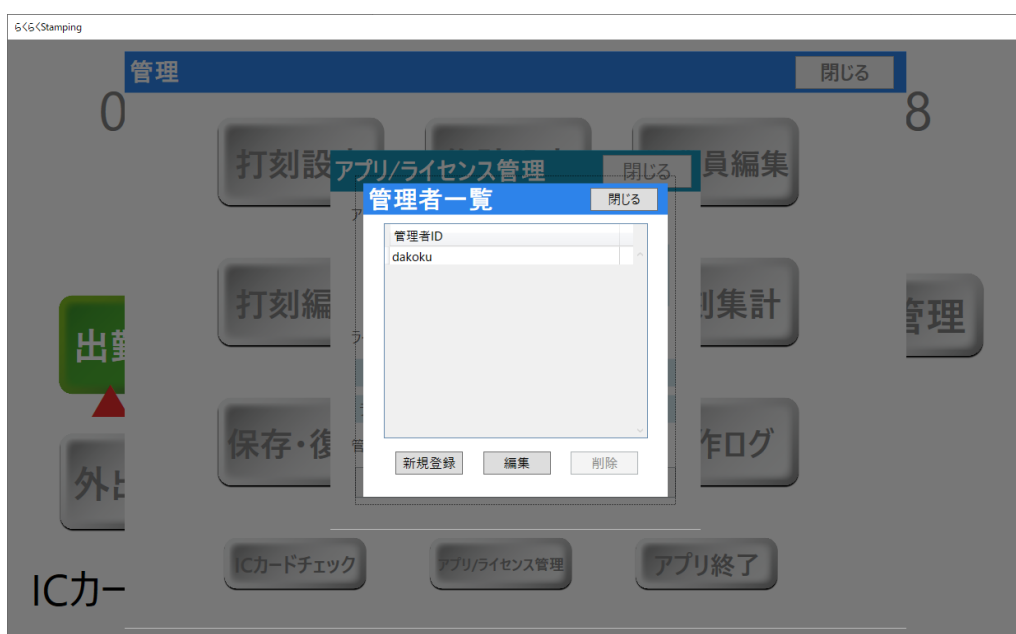 らくらくStamping
管理
閉じる
0
8
打刻設
員編集
アプリ/ライセンス管理
閉じる
管理者一覧
閉じる
ア
管理者ID
dakoku
打刻編
刻集計
出勤
管理
ラ
保存・復
作ログ
管
新規登録
編集
削除
外出
ICカードチェック
アプリ/ライセンス管理
アプリ終了
ICカー